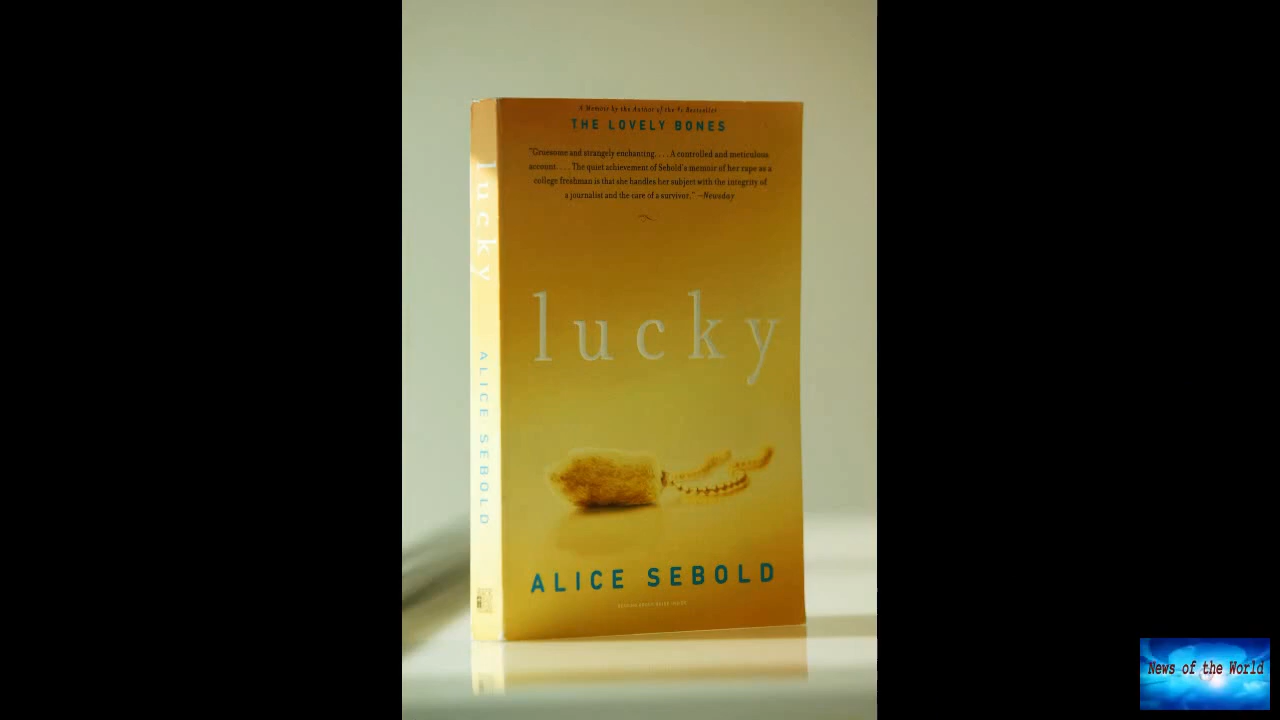 A Memoir by the Author of the #1 Bestseller
THE LOVELY BONES
"Gruesome and strangely enchanting. . . . A controlled and meticulous
account. . . . The quiet achievement of Sebold's memoir of her rape as a
college freshman is that she handles her subject with the integrity of
a journalist and the care of a survivor." —Newsday
lucky
ALICE SEBOLD
lucky
ALICE SEBOLD
News of the World